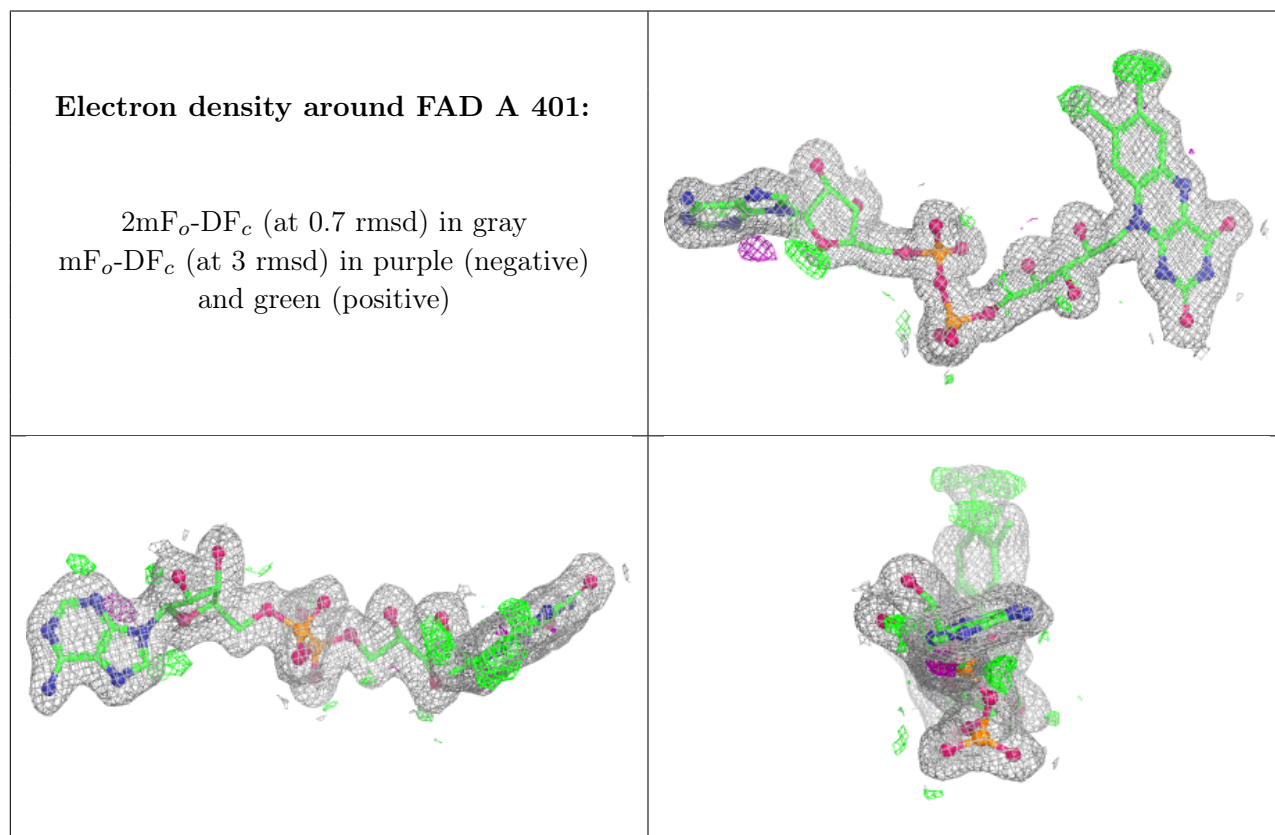 Electron density around FAD A 401:
2mFo-DFc (at 0.7 rmsd) in gray
mFo-DFc (at 3 rmsd) in purple (negative)
and green (positive)